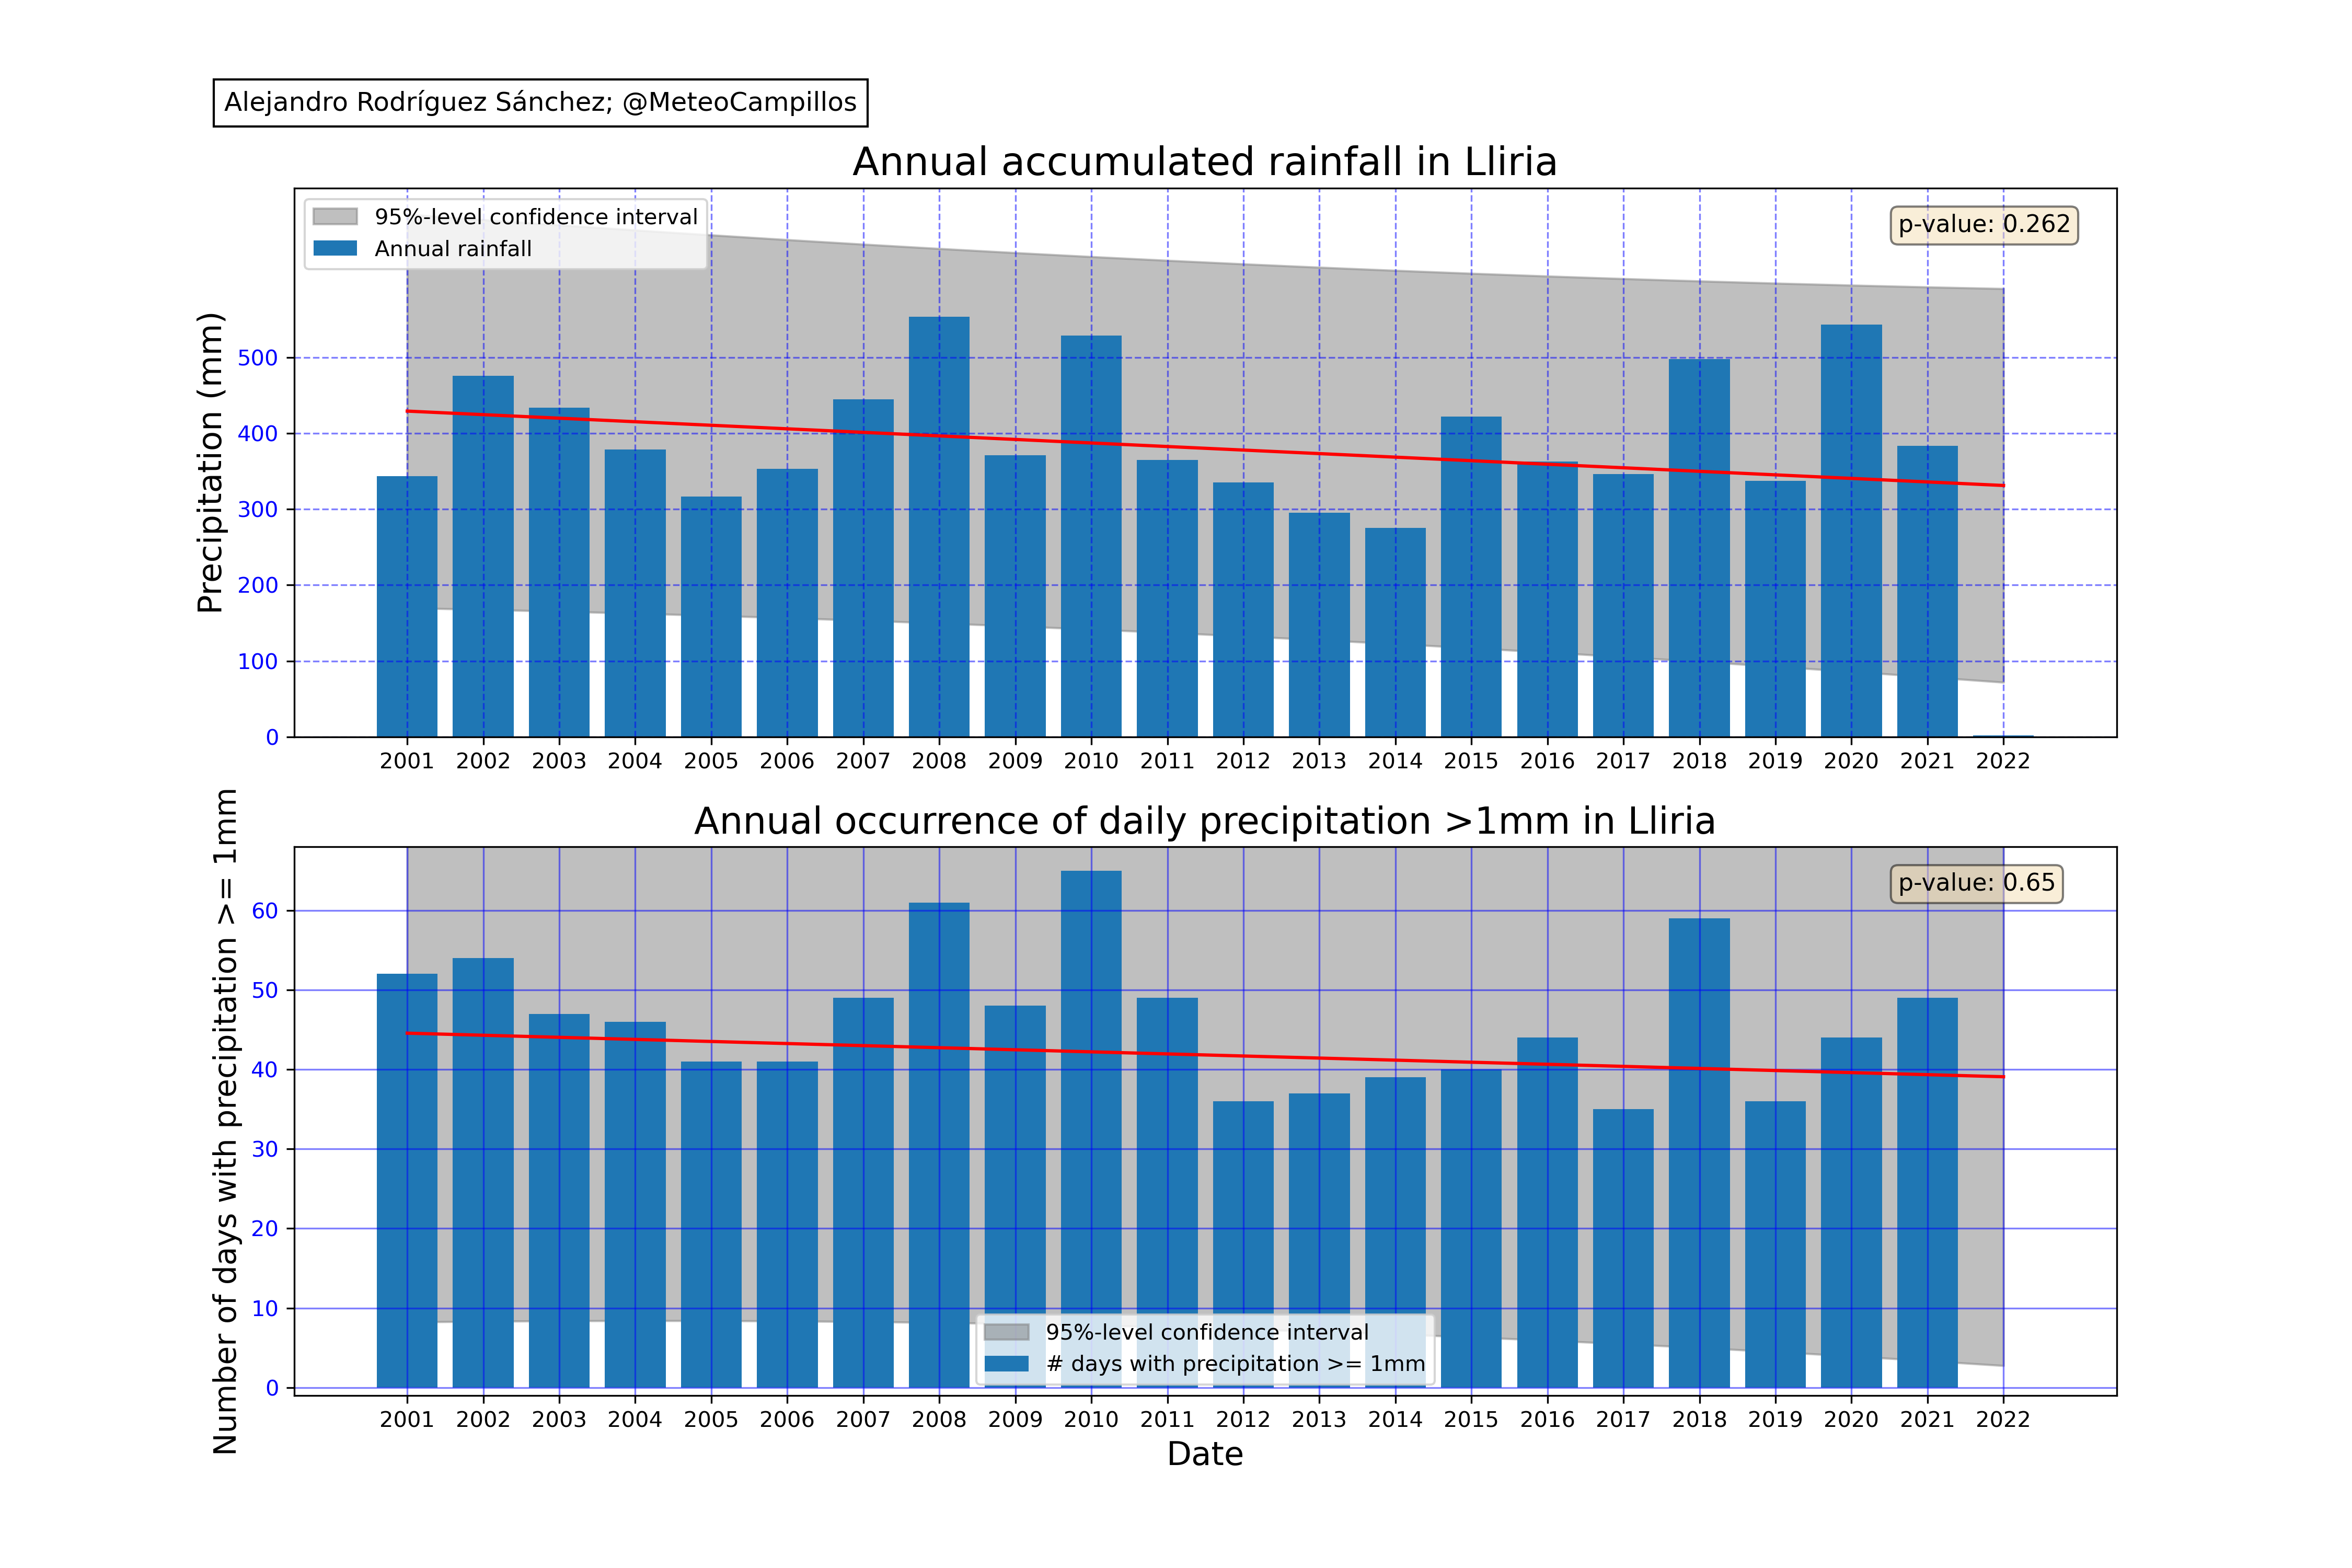 Alejandro Rodríguez Sánchez; @MeteoCampillos
Annual accumulated rainfall in Lliria
95%-level confidence interval
Annual rainfall
p-value: 0.262
Precipitation (mm)
500
400
300
200
100
0
2001 2002 2003 2004 2005 2006 2007 2008 2009 2010 2011 2012 2013 2014 2015 2016 2017 2018 2019 2020 2021 2022
Annual occurrence of daily precipitation >1mm in Lliria
p-value: 0.65
Number of days with precipitation >= 1mm
60
50
40
30
20
10
0
95%-level confidence interval
# days with precipitation >= 1mm
2001 2002 2003 2004 2005 2006 2007 2008 2009 2010 2011 2012 2013 2014 2015 2016 2017 2018 2019 2020 2021 2022
Date